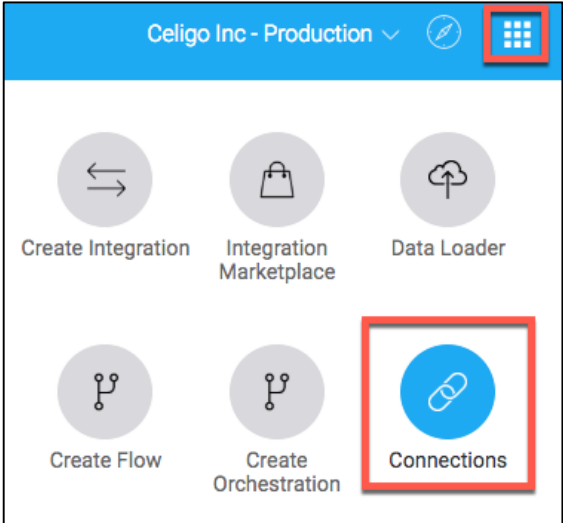 Celigo Inc - Production
Create Integration
Integration
Marketplace
Data Loader
Create Flow
Create
Orchestration
Connections